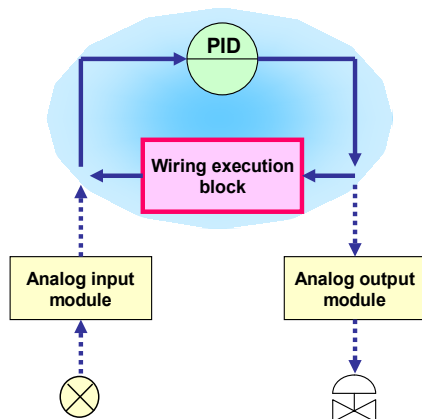 PID
Wiring execution
block
Analog input
module
Analog output
module